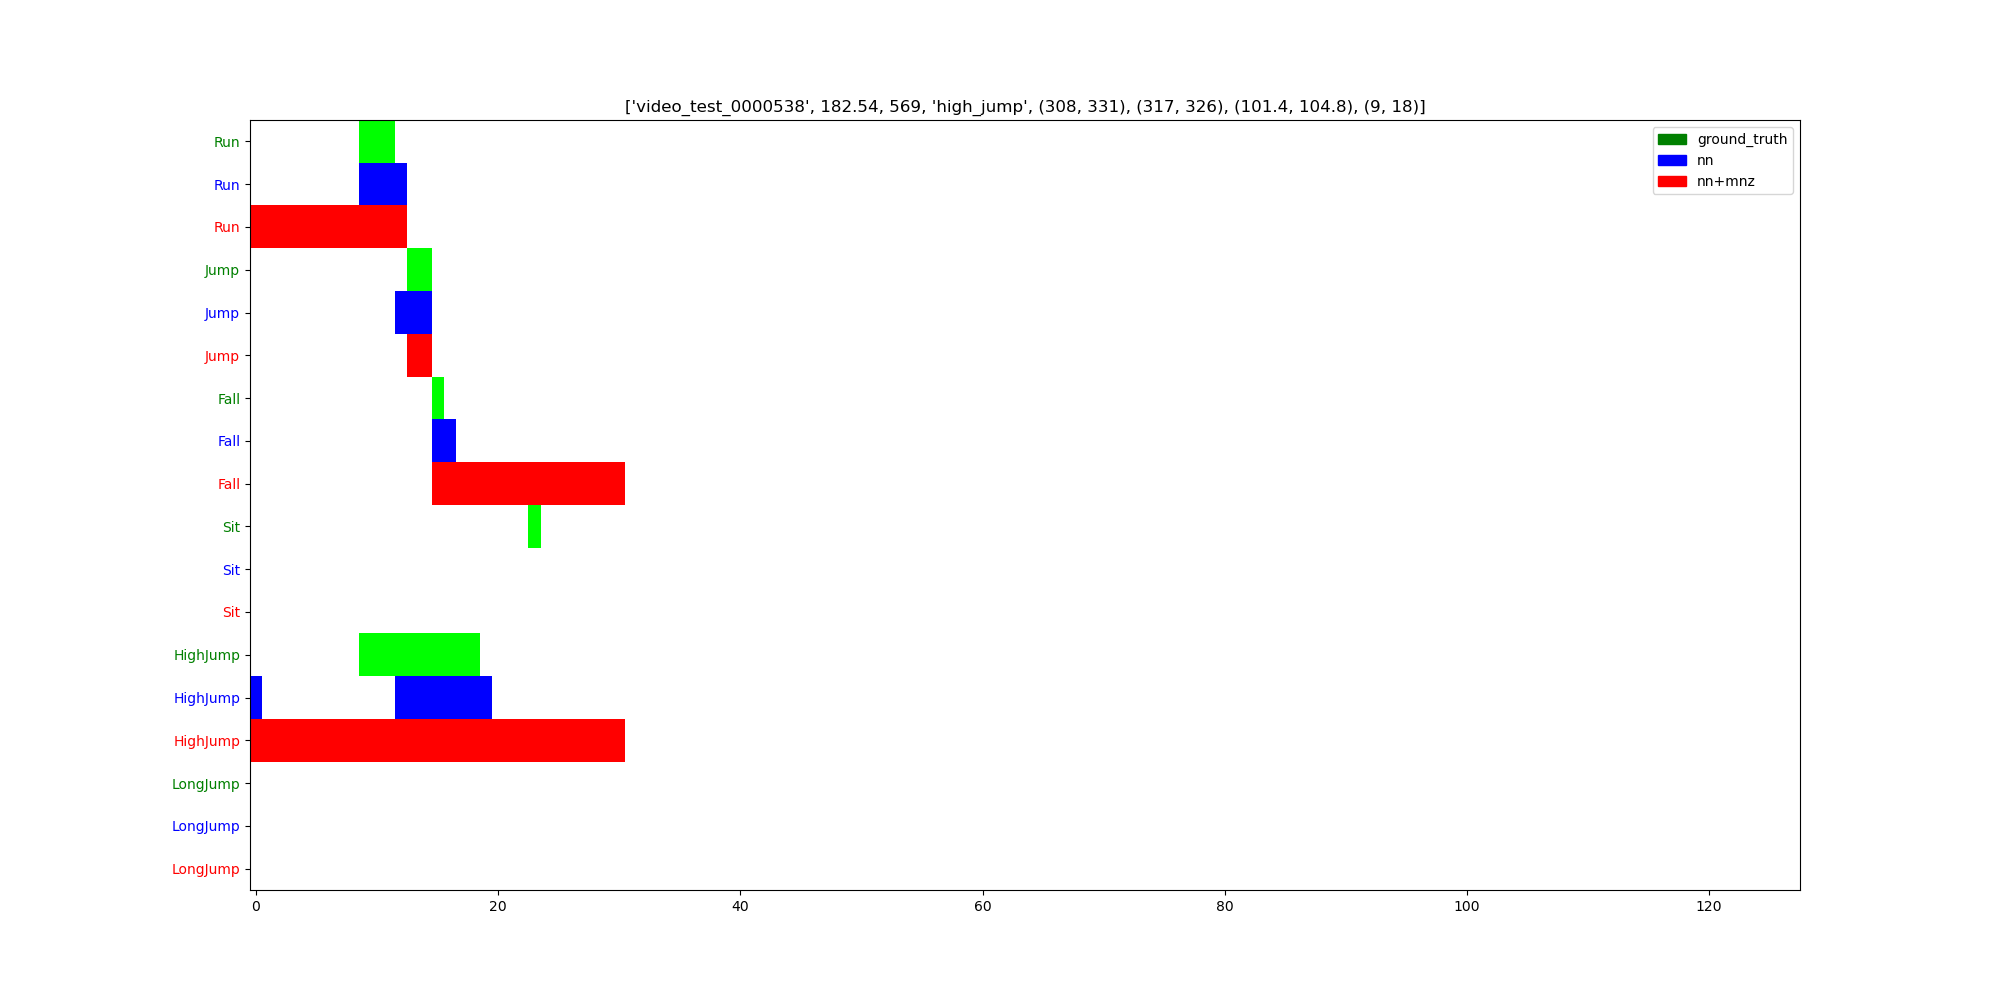 ['video_test_0000538', 182.54, 569, 'high_jump', (308, 331), (317, 326), (101.4, 104.8), (9, 18)]
ground_truth
nn
nn+mnz
Run
Run
Run
Jump
Jump
Jump
Fall
Fall
Fall
Sit
Sit
Sit
HighJump
HighJump
HighJump
LongJump
LongJump
LongJump
0 20 40 60 80 100 120